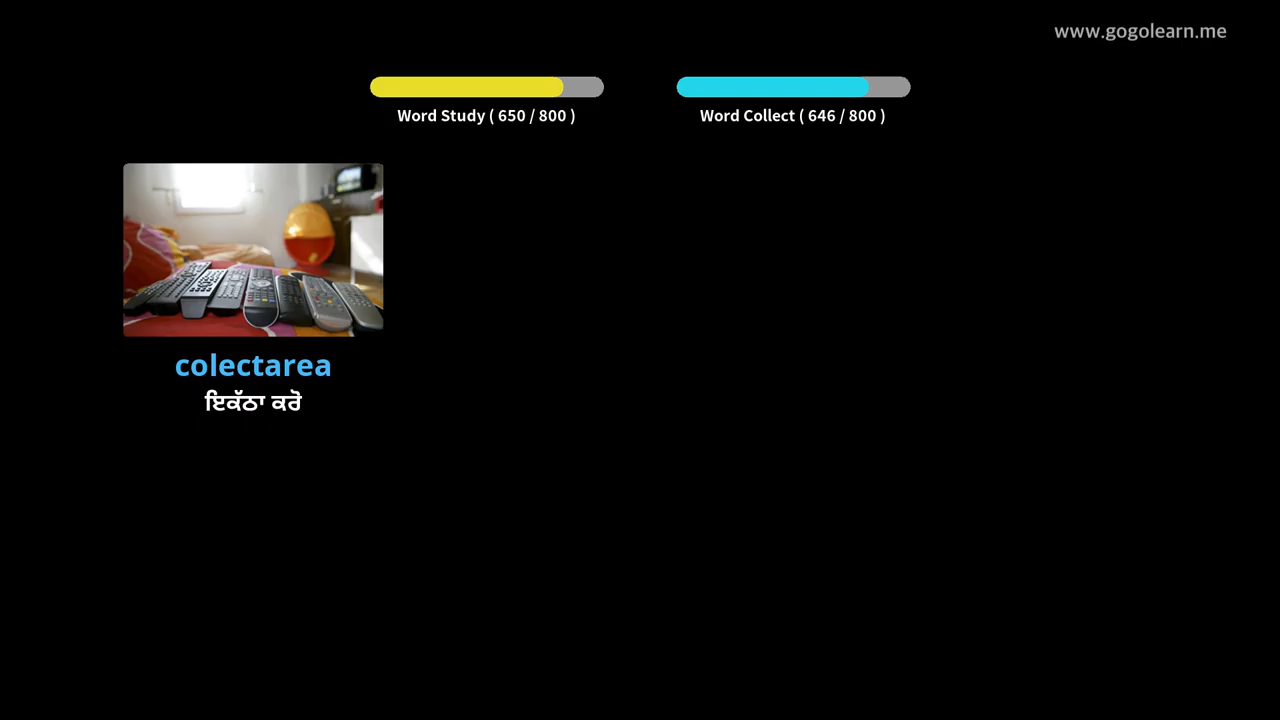 www.gogolearn.me
Word Study ( 650 / 800 )
Word Collect ( 646 / 800 )
colectarea
ਇਕੱਠਾ ਕਰੋ